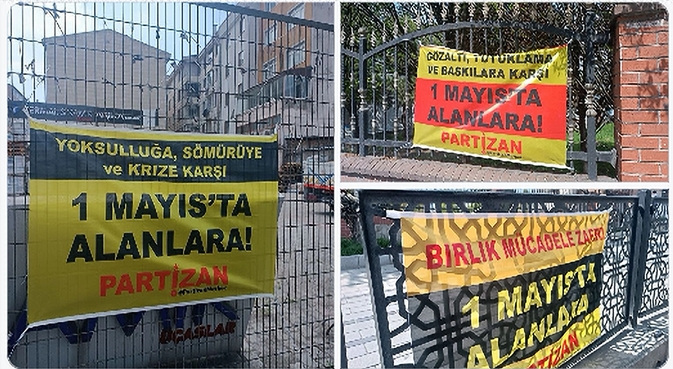 YOKSULLUĞA, SÖMÜRÜYE
ve KRİZE KARŞI
1 MAYIS'TA
ALANLARA!
PARTİZAN
UCASLAR
GÖZALTI, TUTUKLAMA
VE BASKILARA KARŞI
1 MAYIS'TA
ALANLARA!
PARTİZAN
BİRLİK MÜCADELE ZAFER
1 MAYIS'TA
ALANLARA
PARTİZAN